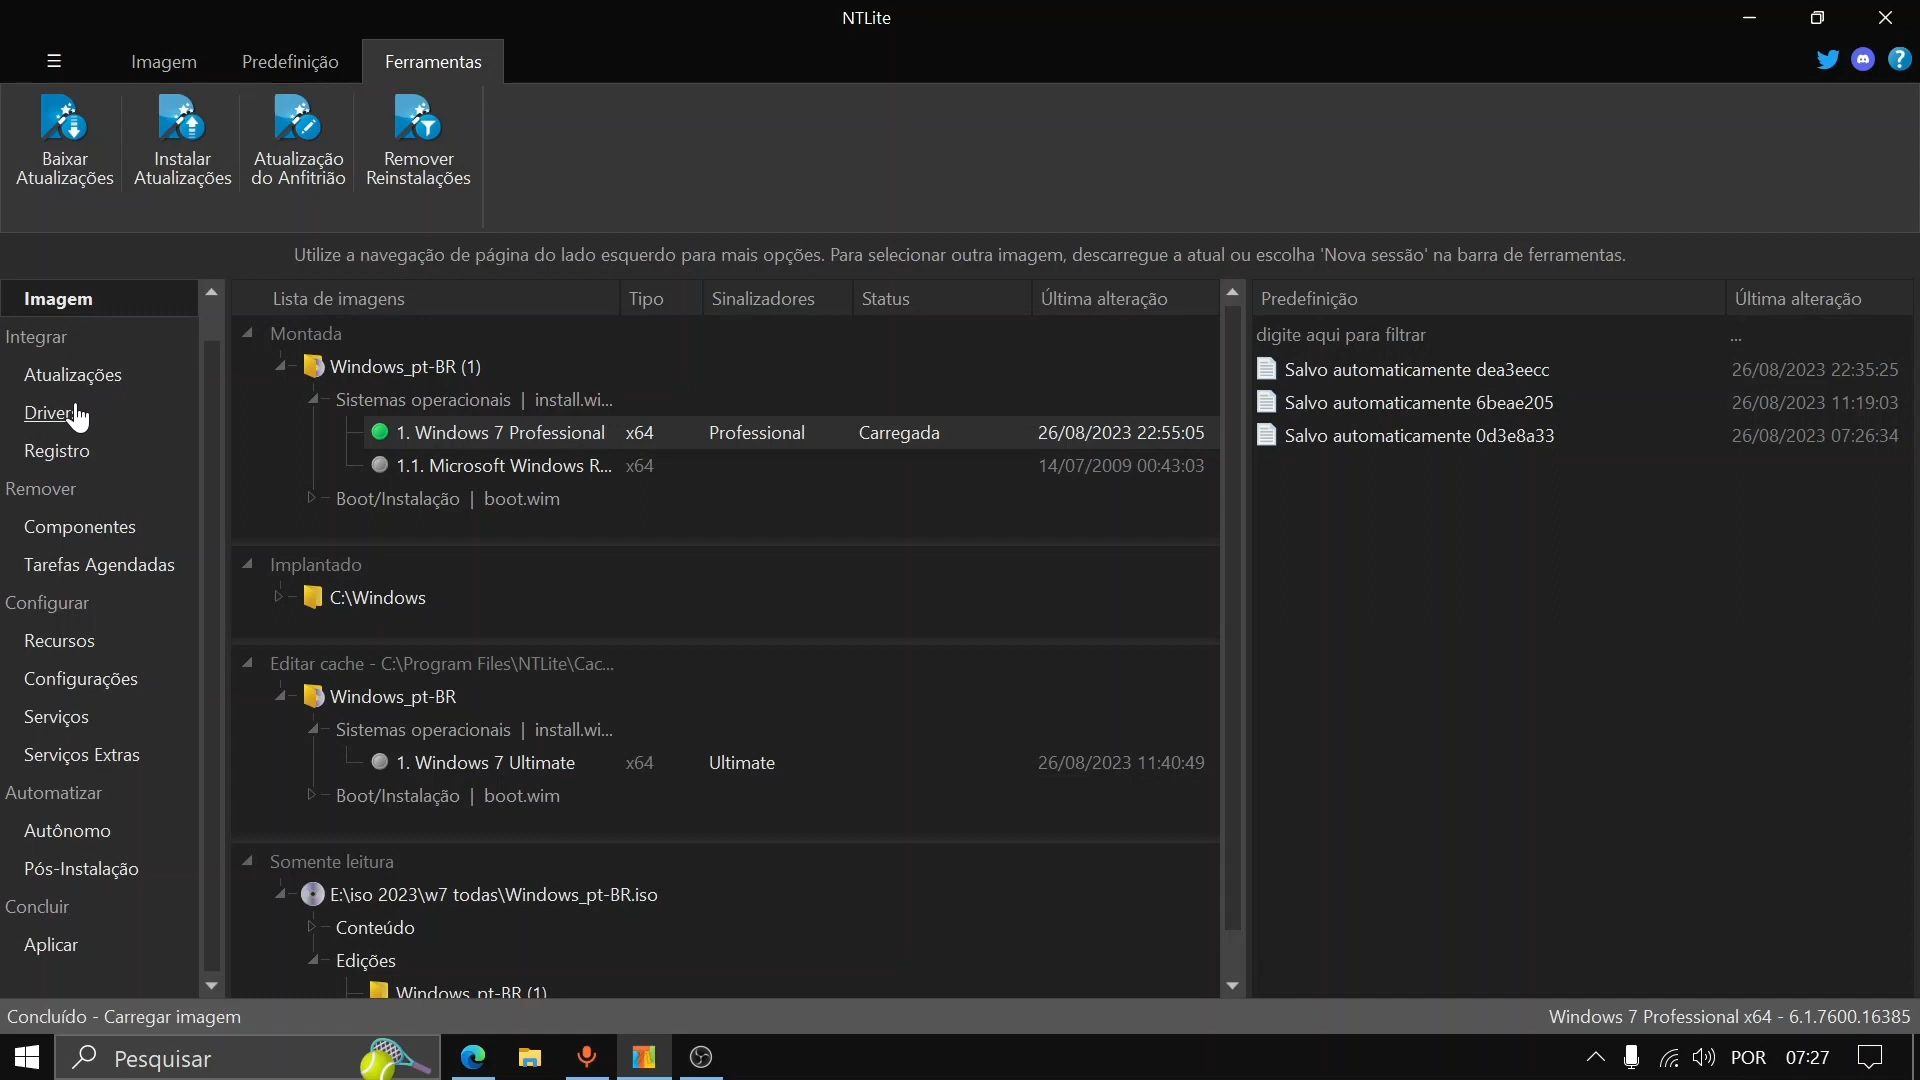 NTLite
Imagem
Predefinição
Ferramentas
Baixar
Atualizações
Instalar
Atualizações
Atualização
do Anfitrião
Remover
Reinstalações
Utilize a navegação de página do lado esquerdo para mais opções. Para selecionar outra imagem, descarregue a atual ou escolha 'Nova sessão' na barra de ferramentas.
Imagem
Integrar
Atualizações
Driver
Registro
Remover
Componentes
Tarefas Agendadas
Configurar
Recursos
Configurações
Serviços
Serviços Extras
Automatizar
Autônomo
Pós-Instalação
Concluir
Aplicar
Lista de imagens Tipo Sinalizadores Status Última alteração
Montada
Windows_pt-BR (1)
Sistemas operacionais | install.wi...
1. Windows 7 Professional x64 Professional Carregada 26/08/2023 22:55:05
1.1. Microsoft Windows R... x64 14/07/2009 00:43:03
Boot/Instalação | boot.wim
Implantado
C:\Windows
Editar cache - C:\Program Files\NTLite\Cac...
Windows_pt-BR
Sistemas operacionais | install.wi...
1. Windows 7 Ultimate x64 Ultimate 26/08/2023 11:40:49
Boot/Instalação | boot.wim
Somente leitura
E:\iso 2023\w7 todas\Windows_pt-BR.iso
Conteúdo
Edições
Windows_pt-BR (1)
Predefinição Última alteração
digite aqui para filtrar ...
Salvo automaticamente dea3eecc 26/08/2023 22:35:25
Salvo automaticamente 6beae205 26/08/2023 11:19:03
Salvo automaticamente 0d3e8a33 26/08/2023 07:26:34
Concluído - Carregar imagem
Windows 7 Professional x64 - 6.1.7600.16385
Pesquisar
POR 07:27